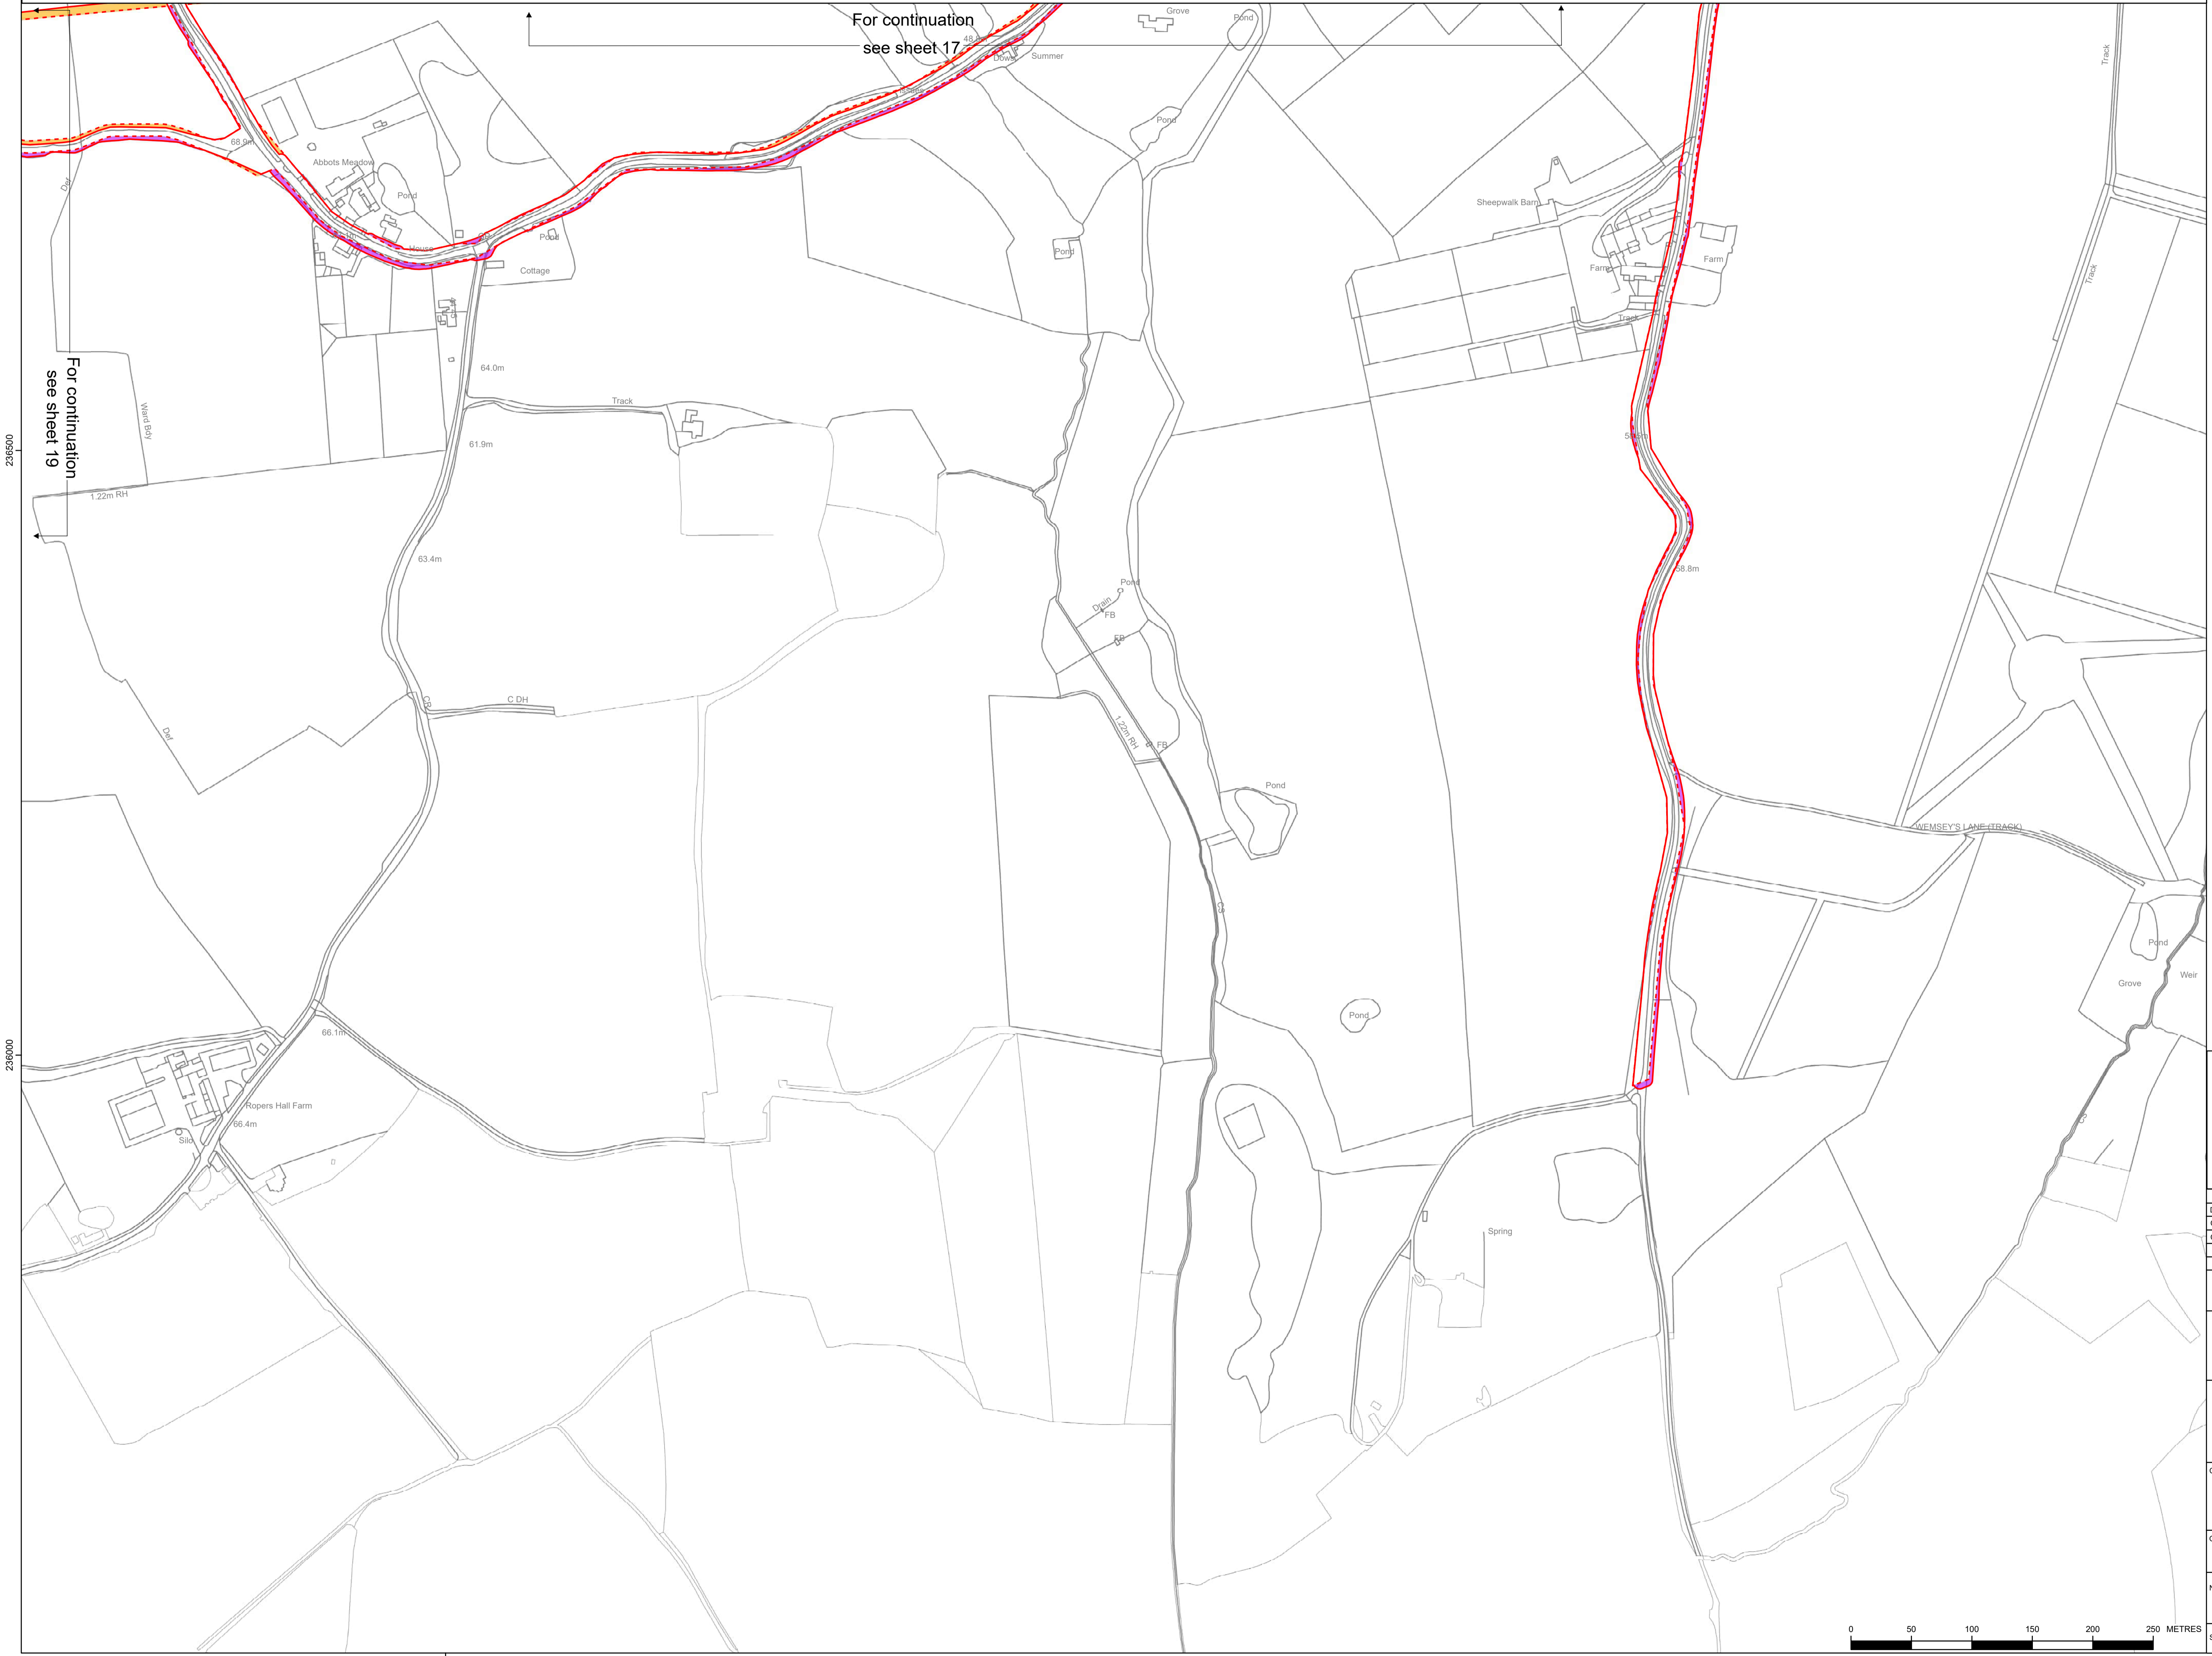 For continuation
see sheet 17
Grove
Pond
Summer
Track
Pond
68.9m
Abbots Meadow
Pond
House
Pond
Cottage
Pond
Sheepwalk Barn
Farm
Farm
Track
Track
Def
For continuation
see sheet 19
64.0m
Track
61.9m
Ward Bdy
236500
1.22m RH
63.4m
58.8m
Pond
Drain
FB
FB
C DH
CR
Def
1.22m RH
FB
Pond
WEMSEY'S LANE (TRACK)
CS
Pond
Weir
Grove
Pond
66.1m
236000
Ropers Hall Farm
66.4m
Silo
Spring
0 50 100 150 200 250 METRES